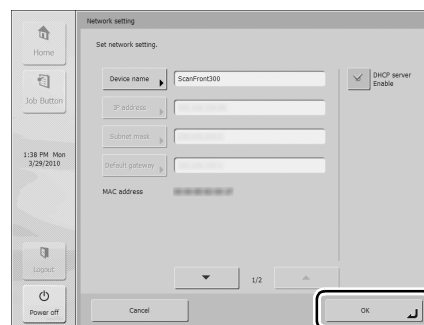 Network setting
Set network setting.
Home
Job Button
1:38 PM Mon
3/29/2010
Logout
Power off
Device name
ScanFront300
DHCP server
Enable
IP address
Subnet mask
Default gateway
MAC address
1/2
Cancel
OK